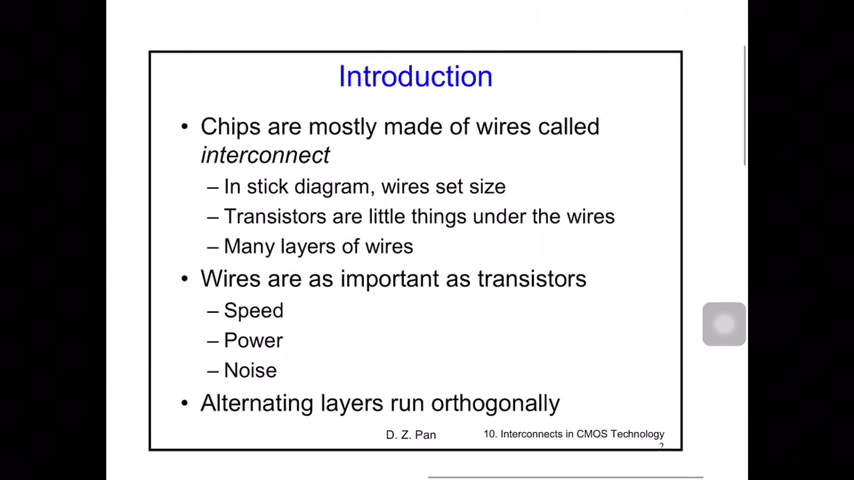 Introduction
• Chips are mostly made of wires called
interconnect
– In stick diagram, wires set size
– Transistors are little things under the wires
– Many layers of wires
• Wires are as important as transistors
– Speed
– Power
– Noise
• Alternating layers run orthogonally
D. Z. Pan
10. Interconnects in CMOS Technology
2